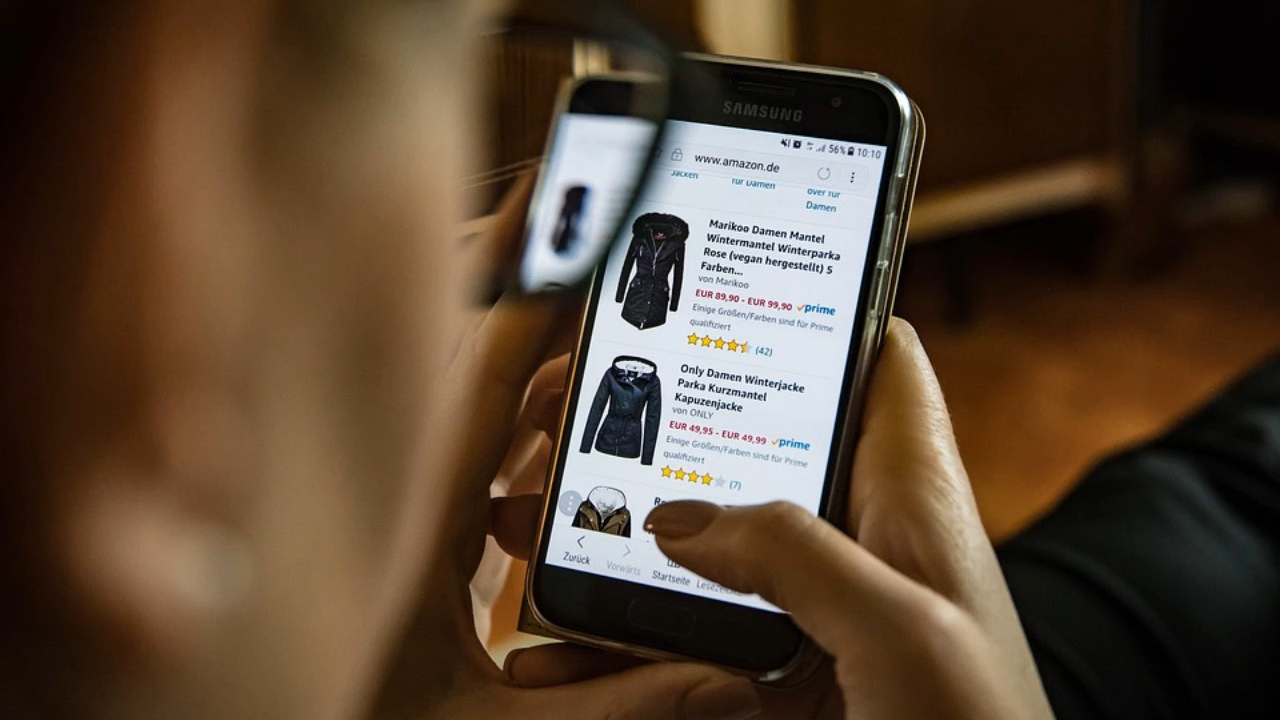 SAMSUNG
56% 10:10
www.amazon.de
Jacken
für Damen
over für
Damen
Marikoo Damen Mantel
Wintermantel Winterparka
Rose (vegan hergestellt) 5
Farben...
von Marikoo
EUR 89,90 - EUR 99,90 prime
Einige Größen/Farben sind für Prime
qualifiziert
(42)
Only Damen Winterjacke
Parka Kurzmantel
Kapuzenjacke
von ONLY
EUR 49,95 - EUR 49,99 prime
Einige Größen/Farben sind für Prime
qualifiziert
(7)
Zurück
Vorwärts
Startseite